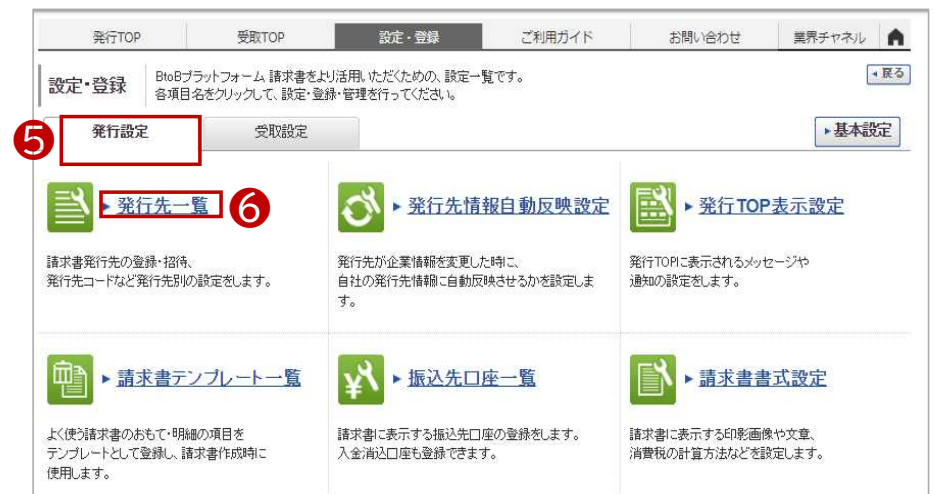 発行TOP 受取TOP 設定・登録 ご利用ガイド お問い合わせ 業界チャネル
設定・登録
BtoBプラットフォーム 請求書をより活用いただくための、設定一覧です。
各項目名をクリックして、設定・登録・管理を行ってください。
戻る
5
発行設定 受取設定 基本設定
発行先一覧
6
請求書発行先の登録・招待、
発行先コードなど発行先別の設定をします。
発行先情報自動反映設定
発行先が企業情報を変更した時に、
自社の発行先情報に自動反映させるかを設定しま
す。
発行TOP表示設定
発行TOPに表示されるメッセージや
通知の設定をします。
請求書テンプレート一覧
よく使う請求書のおもて・明細の項目を
テンプレートとして登録し、請求書作成時に
使用します。
振込先口座一覧
請求書に表示する振込先口座の登録をします。
入金消込口座も登録できます。
請求書書式設定
請求書に表示する印影画像や文章、
消費税の計算方法などを設定します。